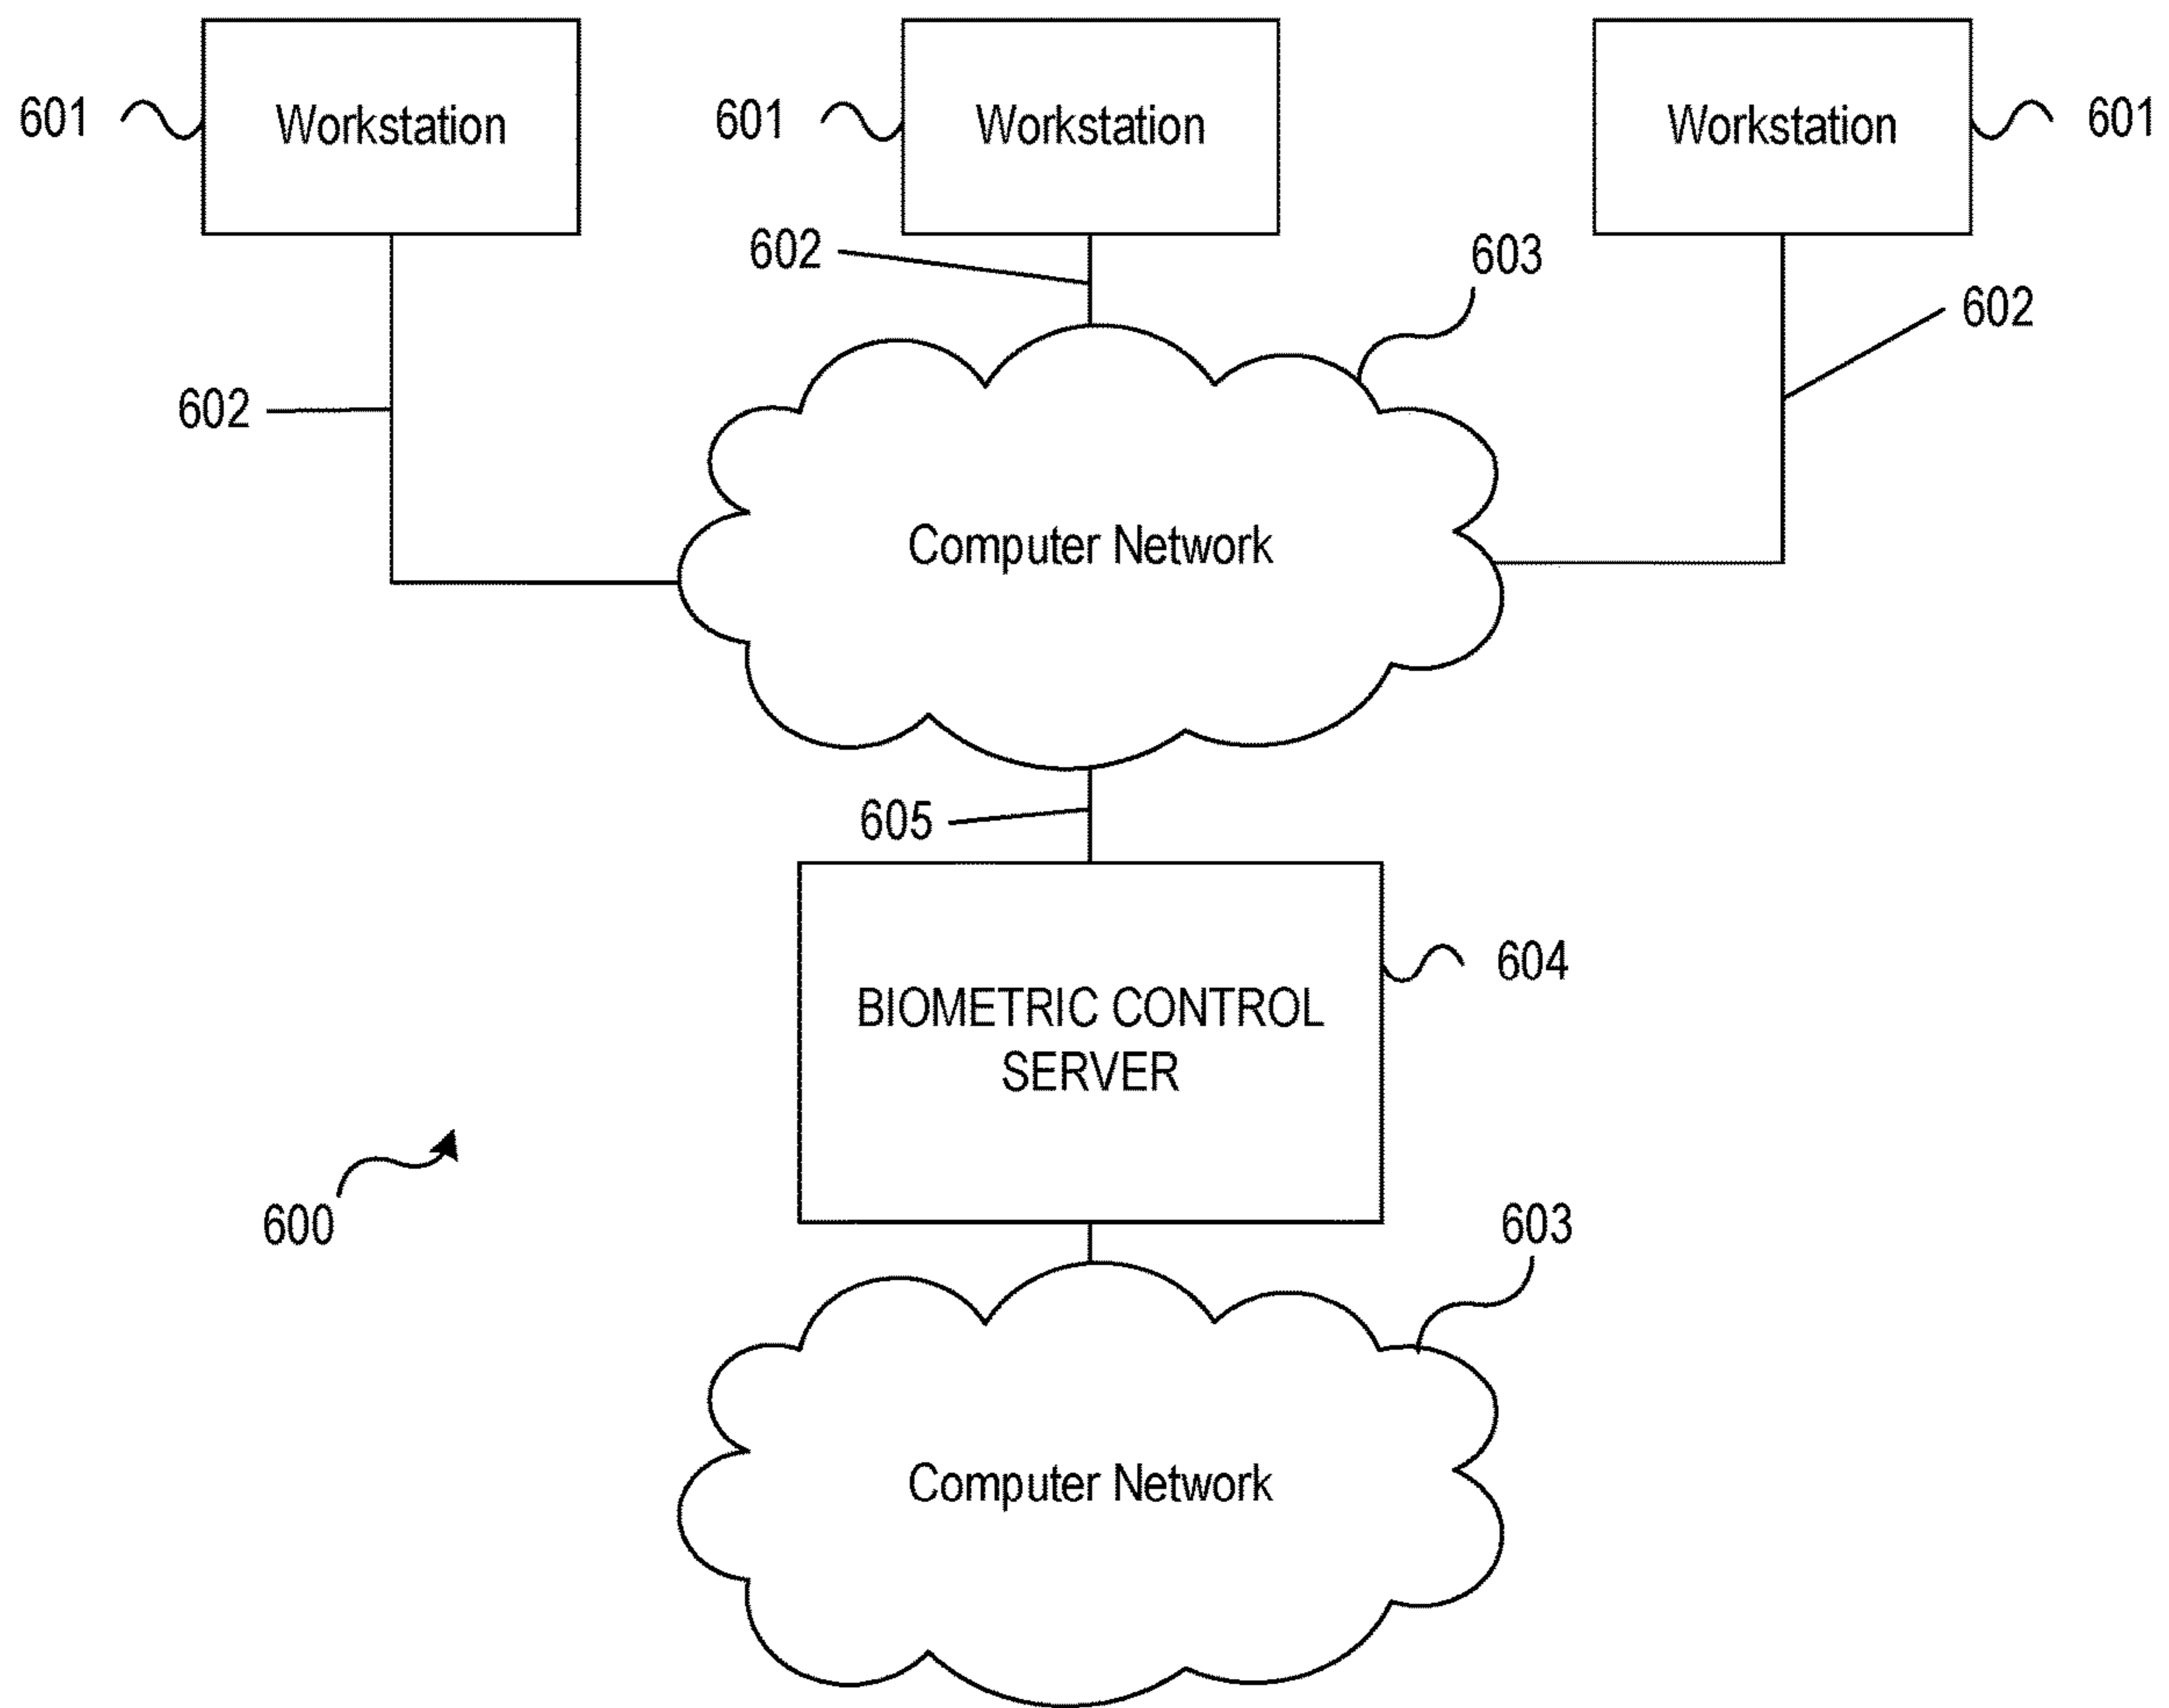 601 Workstation 601 Workstation Workstation 601
602 603
602
602
Computer Network
605
604
BIOMETRIC CONTROL
SERVER
600
603
Computer Network